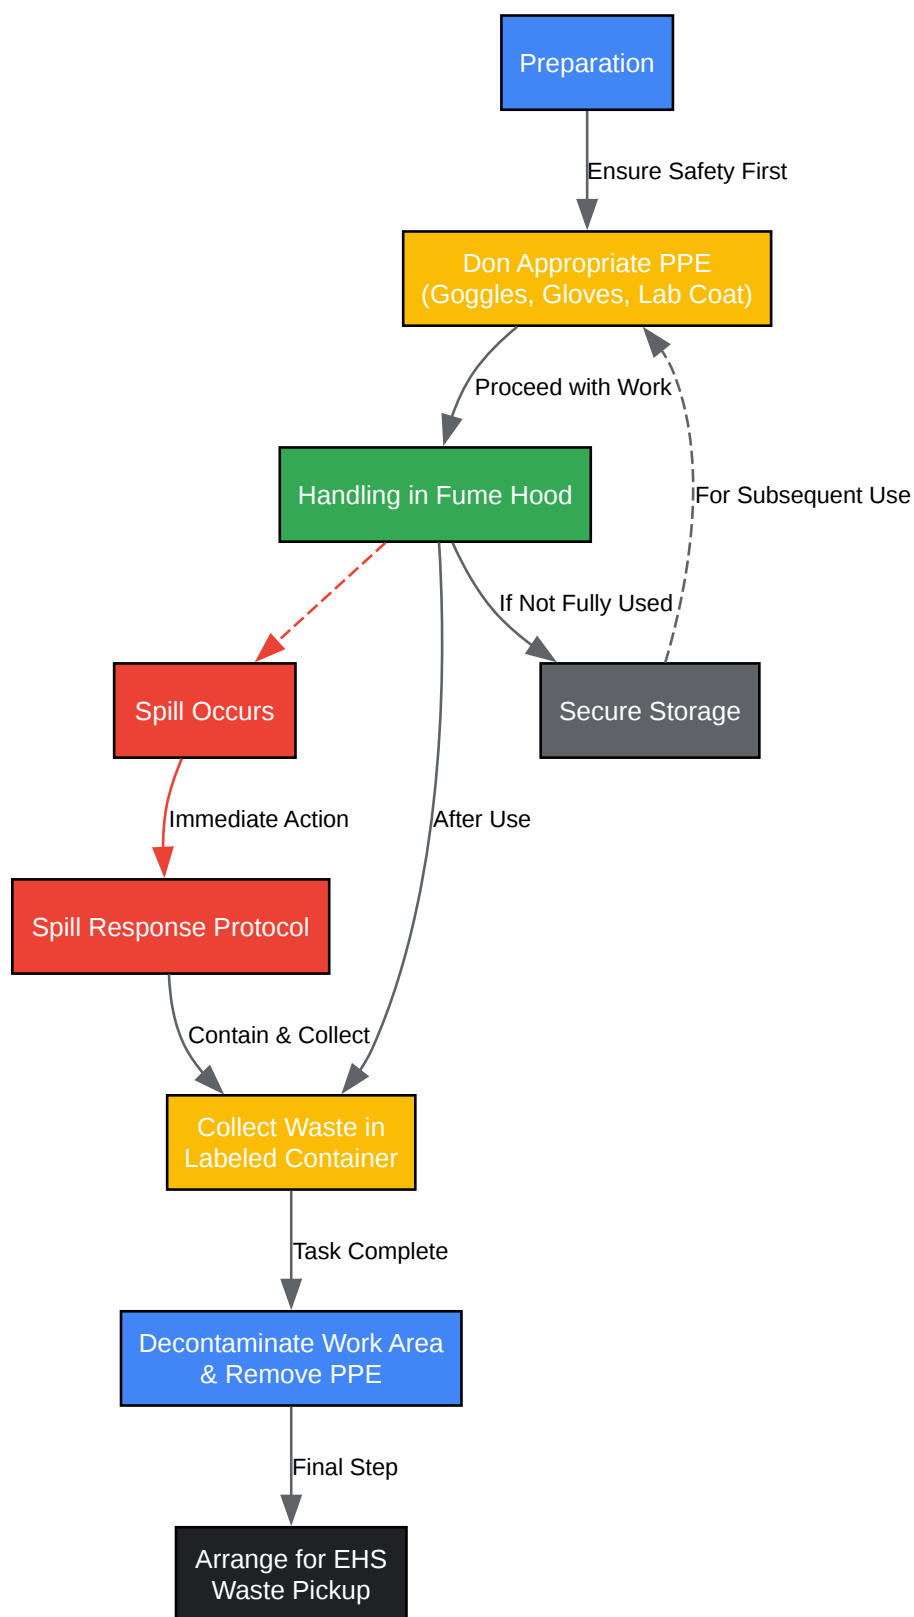 Preparation
Ensure Safety First
Don Appropriate PPE
(Goggles, Gloves, Lab Coat)
Proceed with Work
Handling in Fume Hood
For Subsequent Use
If Not Fully Used
Spill Occurs
Secure Storage
Immediate Action
After Use
Spill Response Protocol
Contain & Collect
Collect Waste in
Labeled Container
Task Complete
Decontaminate Work Area
& Remove PPE
Final Step
Arrange for EHS
Waste Pickup